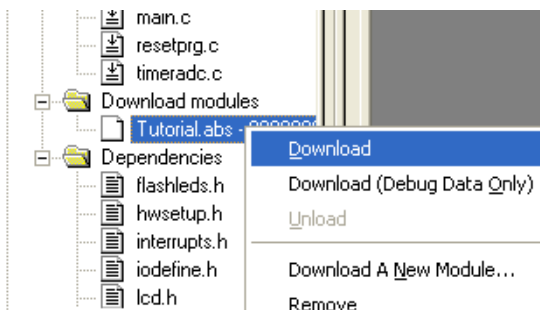 main.c
resetprg.c
timeradc.c
Download modules
Tutorial.abs -
Dependencies
flashleds.h
hwsetup.h
interrupts.h
iodefine.h
lcd.h
Download
Download (Debug Data Only)
Unload
Download A New Module...
Remove